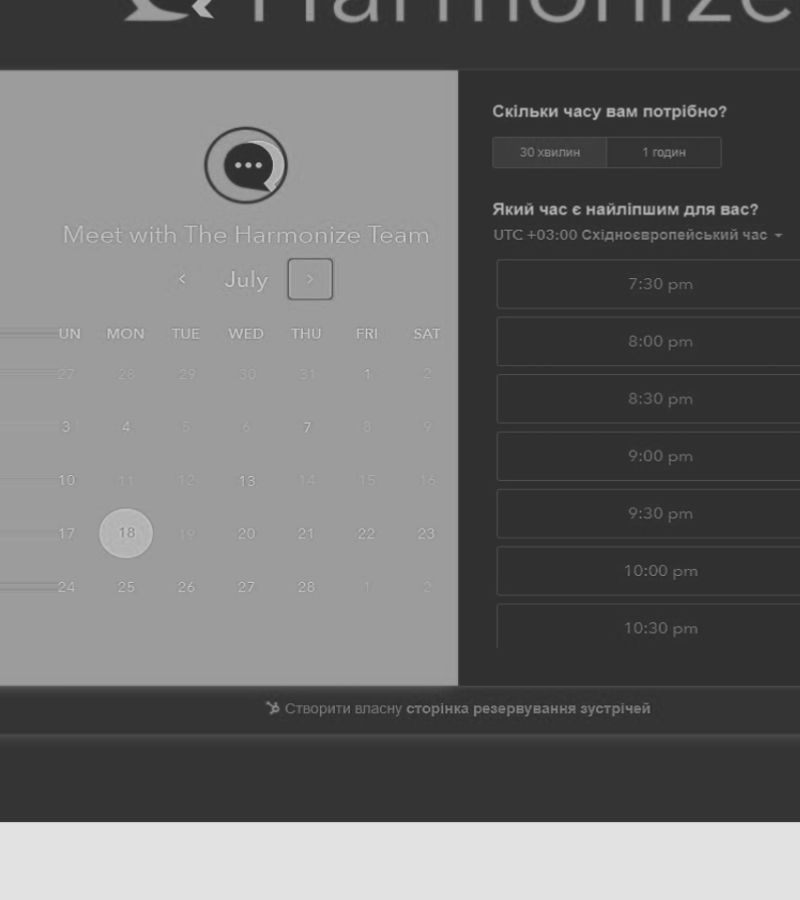 Harmonize
Meet with The Harmonize Team
July
UN MON TUE WED THU FRI SAT
27 28 29 30 31 1 2
3 4 5 6 7 8 9
10 11 12 13 14 15 16
17 18 19 20 21 22 23
24 25 26 27 28 1 2
Скільки часу вам потрібно?
30 хвилин 1 годин
Який час є найліпшим для вас?
UTC +03:00 Східноєвропейський час
7:30 pm
8:00 pm
8:30 pm
9:00 pm
9:30 pm
10:00 pm
10:30 pm
Створити власну сторінка резервування зустрічей